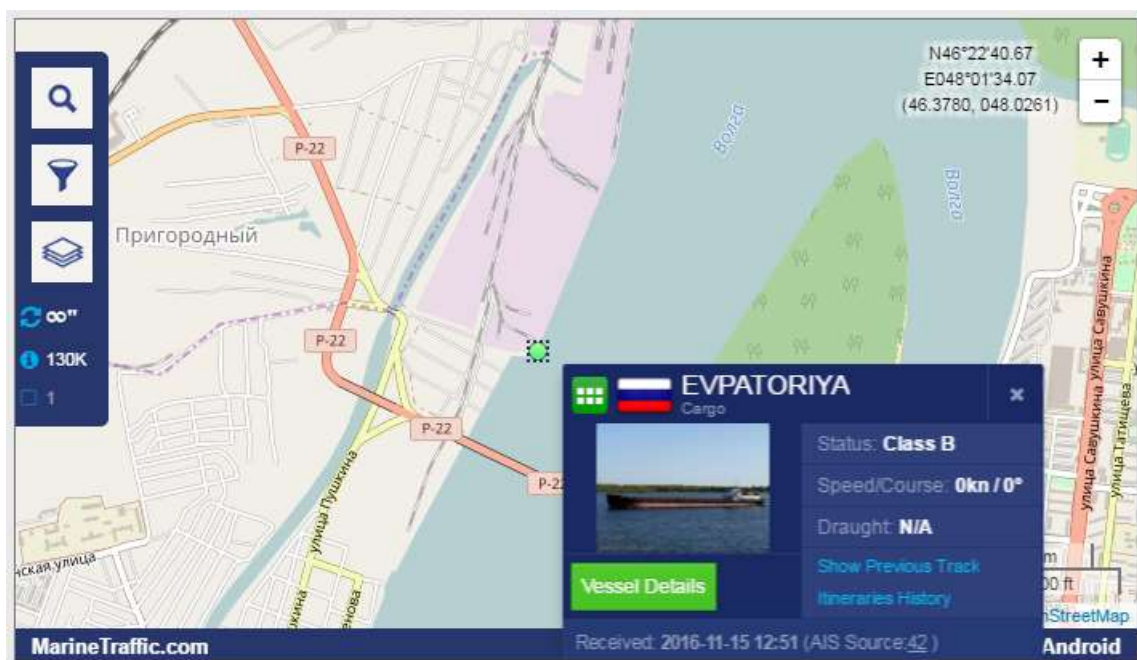 N46°22'40.67
E048°01'34.07
(46.3780, 048.0261)
+
−
Волга
Волга
P-22
Пригородный
∞"
130K
1
P-22
P-22
улица Пушкина
улица Савушкина улица Савушкина
улица Татищева
EVPATORIYA
Cargo
×
Status: Class B
Speed/Course: 0kn / 0°
Draught: N/A
Show Previous Track
Itineraries History
Vessel Details
Received: 2016-11-15 12:51 (AIS Source:42 )
MarineTraffic.com
StreetMap
Android